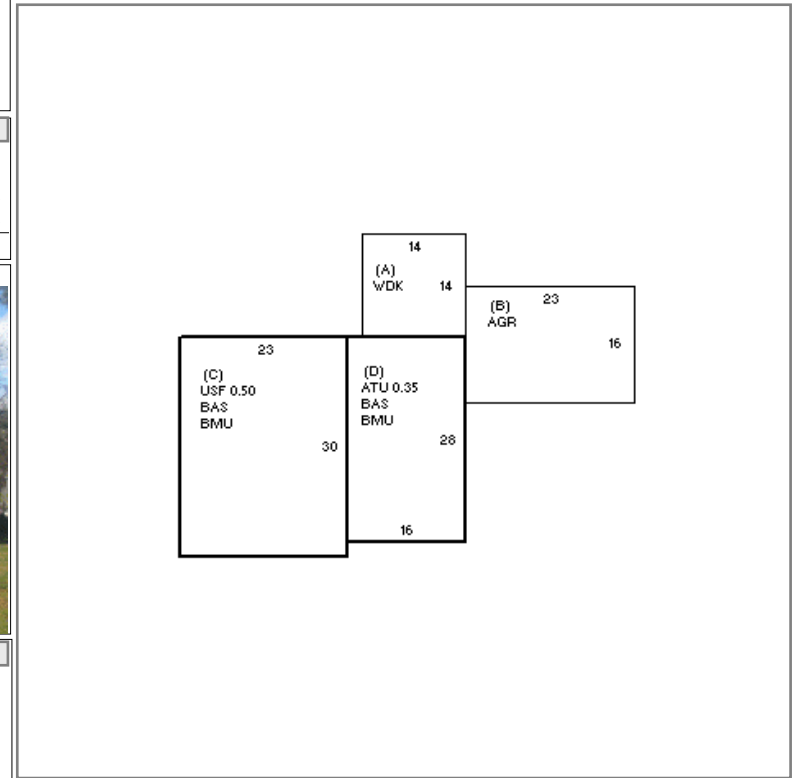 14
(A)
WDK 14
23
(B)
AGR
16
23
(C)
USF 0.50
BAS
BMU
30
(D)
ATU 0.35
BAS
BMU
28
16